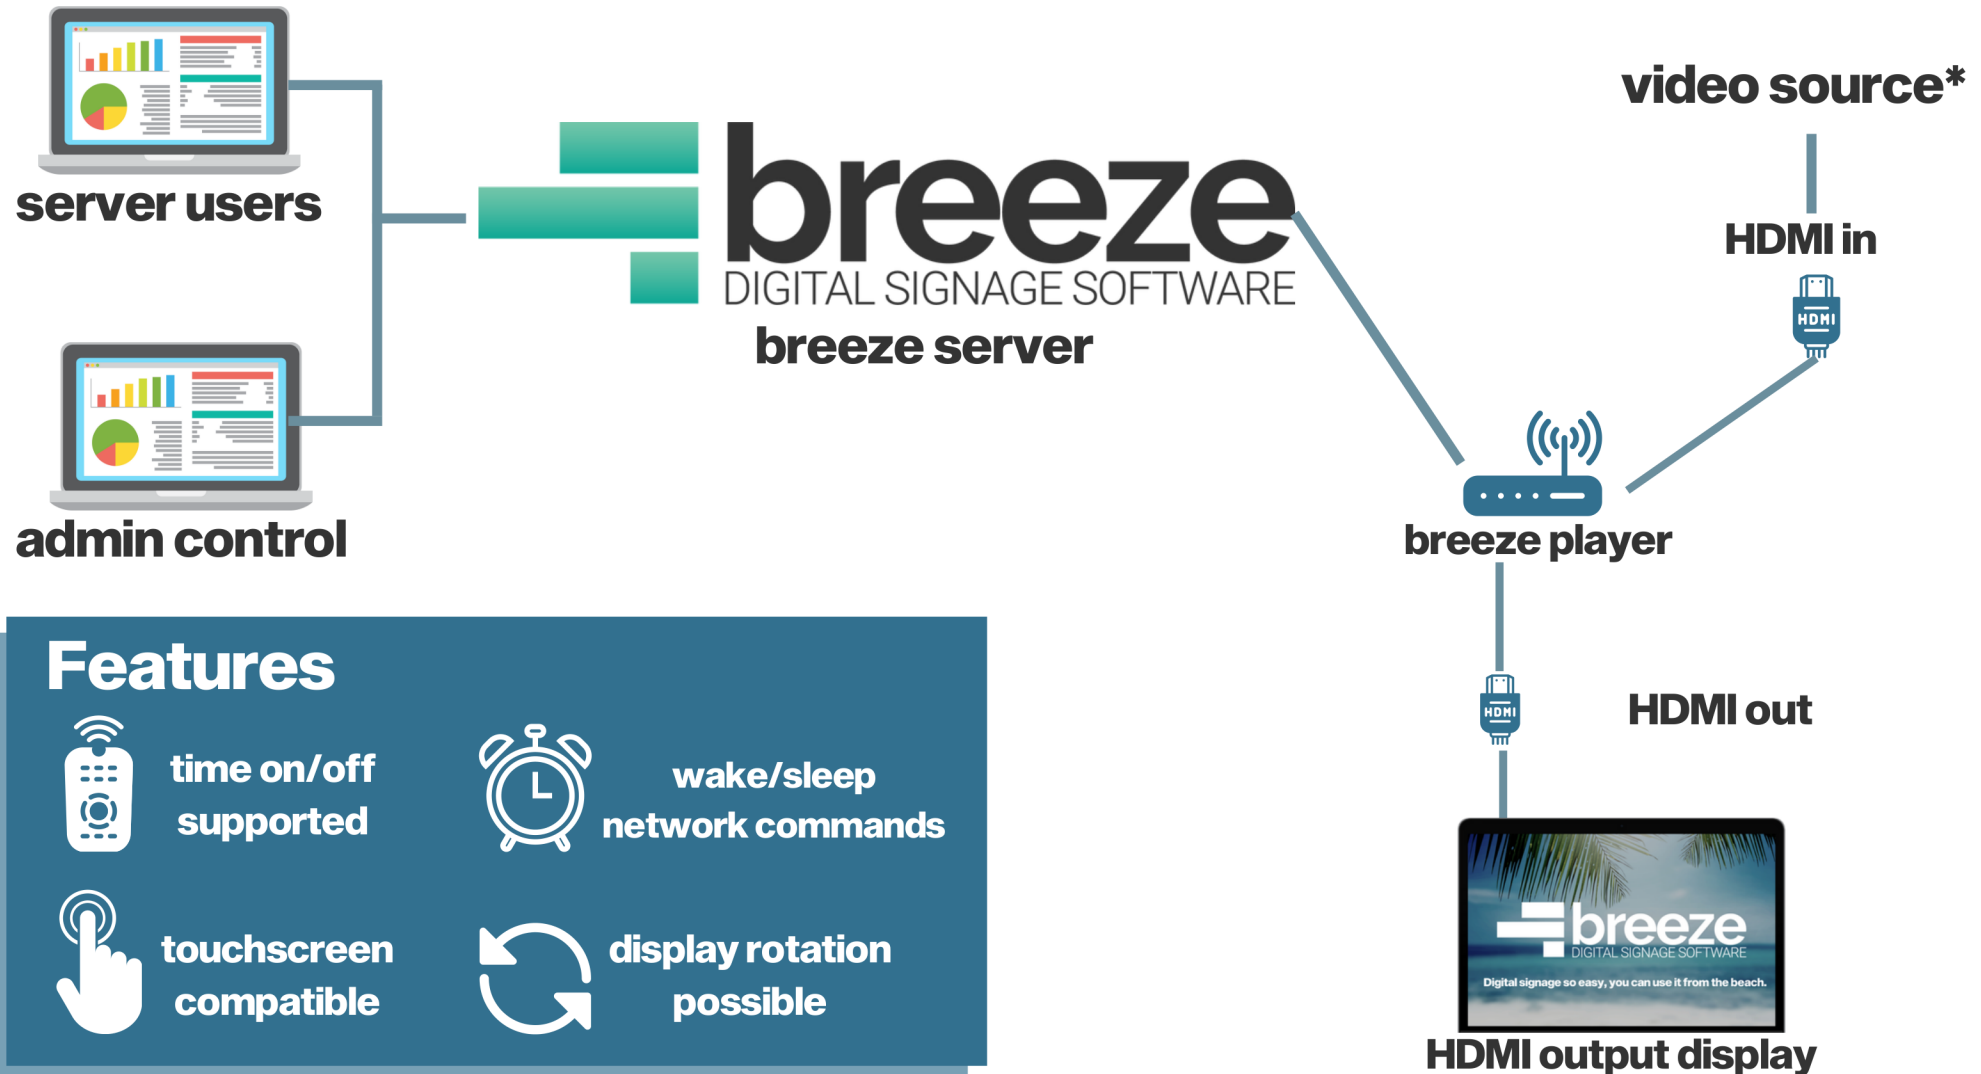 server users
admin control
breeze
DIGITAL SIGNAGE SOFTWARE
breeze server
video source*
HDMI in
HDMI
breeze player
HDMI
HDMI out
breeze
DIGITAL SIGNAGE SOFTWARE
Digital signage so easy, you can use it from the beach.
HDMI output display
Features
time on/off
supported
wake/sleep
network commands
touchscreen
compatible
display rotation
possible